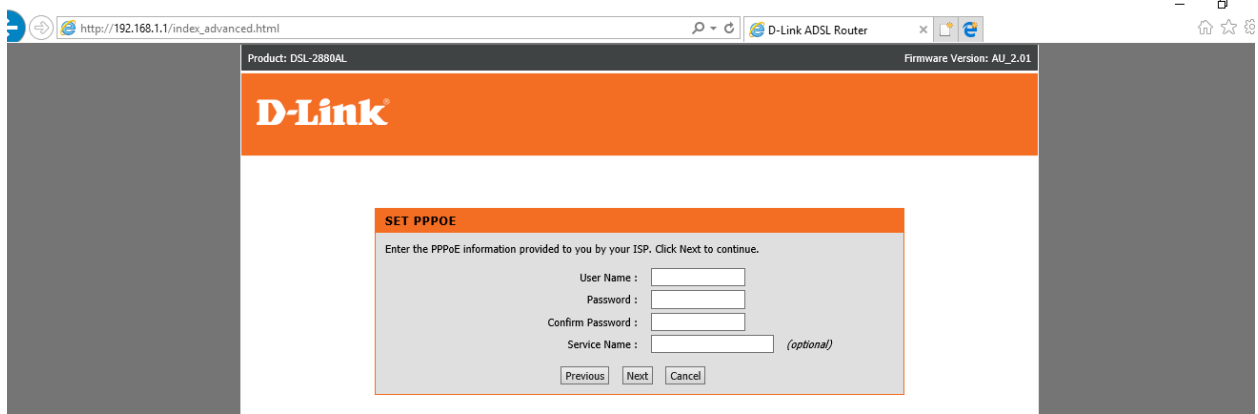 http://192.168.1.1/index_advanced.html
D-Link ADSL Router
Product: DSL-2880AL
Firmware Version: AU_2.01
D-Link®
SET PPPOE
Enter the PPPoE information provided to you by your ISP. Click Next to continue.
User Name :
Password :
Confirm Password :
Service Name :
(optional)
Previous Next Cancel